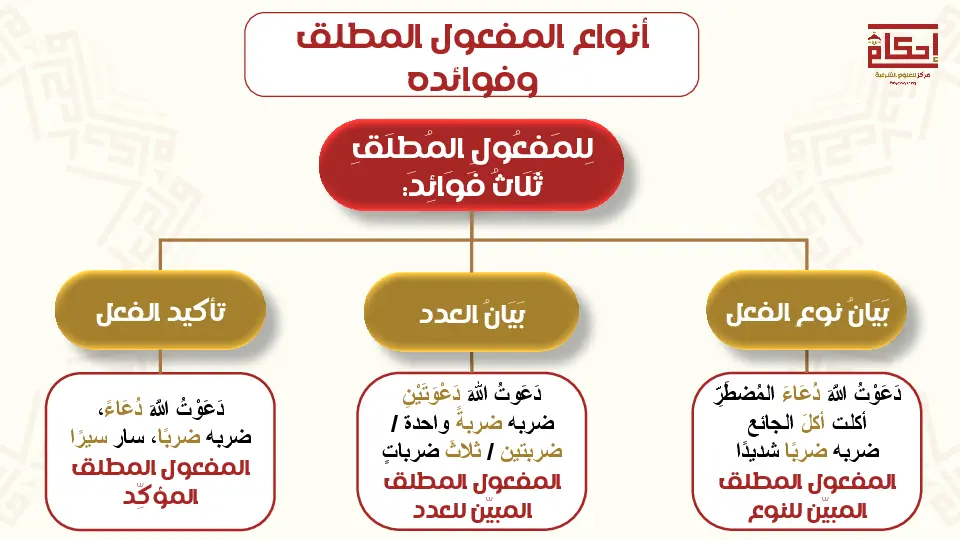 أنواع المفعول المطلق
وفوائده
إحكام
مركز للعلوم الشرعية
لِلمَفعُولِ المُطلَقِ
ثَلَاثُ فَوَائِدَ:
بَيَانُ نوع الفعل
دَعَوْتُ اللهَ دُعَاءَ المُضطَرِّ
أكلت أكلَ الجائع
ضربه ضربًا شديدًا
المفعول المطلق
المبيّن للنوع
بَيَانُ العدد
دَعَوتُ اللهَ دَعْوَتَيْنِ
ضربه ضربةً واحدة /
ضربتين / ثلاثَ ضرباتٍ
المفعول المطلق
المبيّن للعدد
تأكيد الفعل
دَعَوْتُ اللهَ دُعَاءً،
ضربه ضربًا، سار سيرًا
المفعول المطلق
المؤكِّد